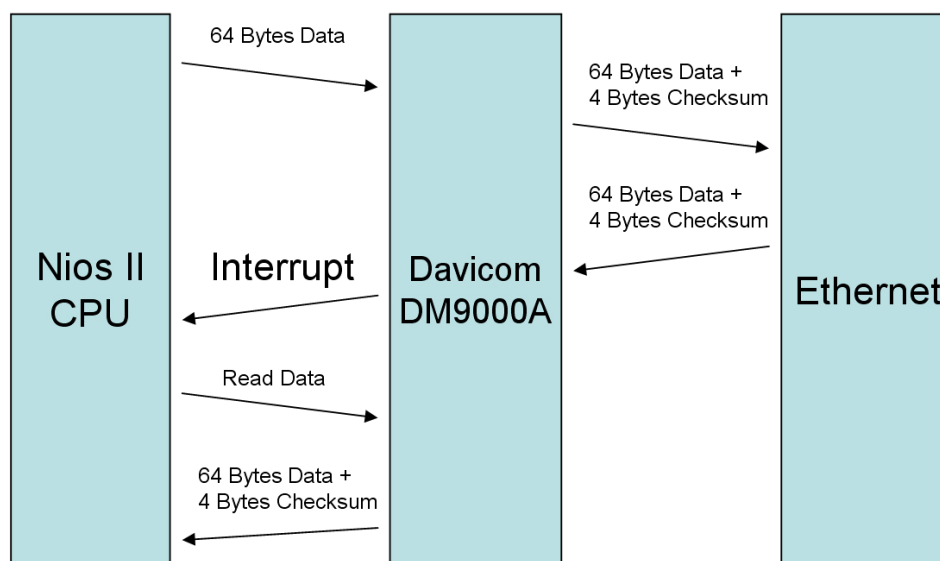 64 Bytes Data
64 Bytes Data +
4 Bytes Checksum
64 Bytes Data +
4 Bytes Checksum
Nios II
CPU
Interrupt
Davicom
DM9000A
Ethernet
Read Data
64 Bytes Data +
4 Bytes Checksum